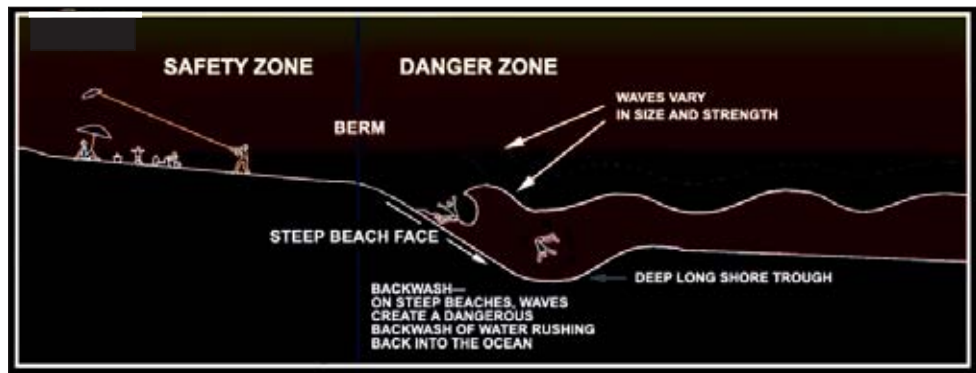 SAFETY ZONE
DANGER ZONE
WAVES VARY
IN SIZE AND STRENGTH
BERM
STEEP BEACH FACE
DEEP LONG SHORE TROUGH
BACKWASH—
ON STEEP BEACHES, WAVES
CREATE A DANGEROUS
BACKWASH OF WATER RUSHING
BACK INTO THE OCEAN